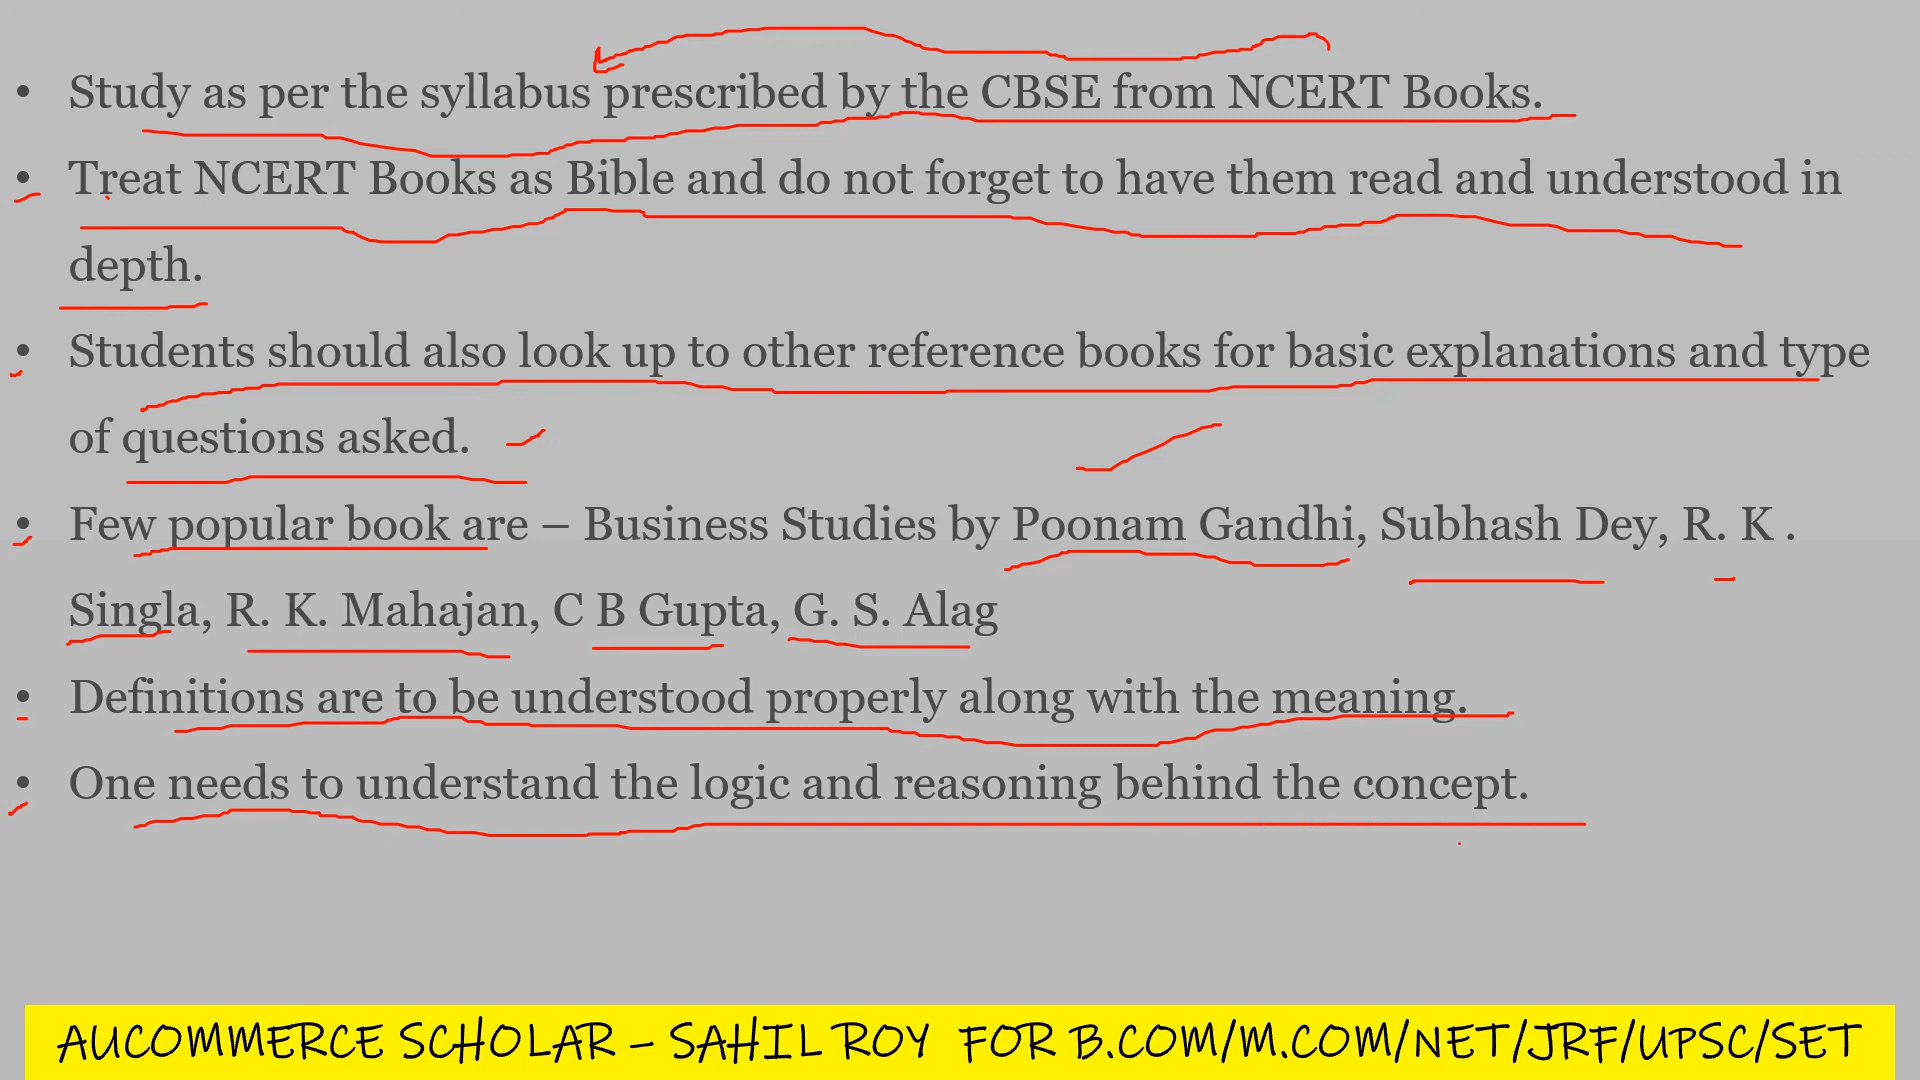 • Study as per the syllabus prescribed by the CBSE from NCERT Books.
• Treat NCERT Books as Bible and do not forget to have them read and understood in
depth.
• Students should also look up to other reference books for basic explanations and type
of questions asked.
• Few popular book are – Business Studies by Poonam Gandhi, Subhash Dey, R. K .
Singla, R. K. Mahajan, C B Gupta, G. S. Alag
• Definitions are to be understood properly along with the meaning.
• One needs to understand the logic and reasoning behind the concept.
AUCOMMERCE SCHOLAR – SAHIL ROY FOR B.COM/M.COM/NET/JRF/UPSC/SET